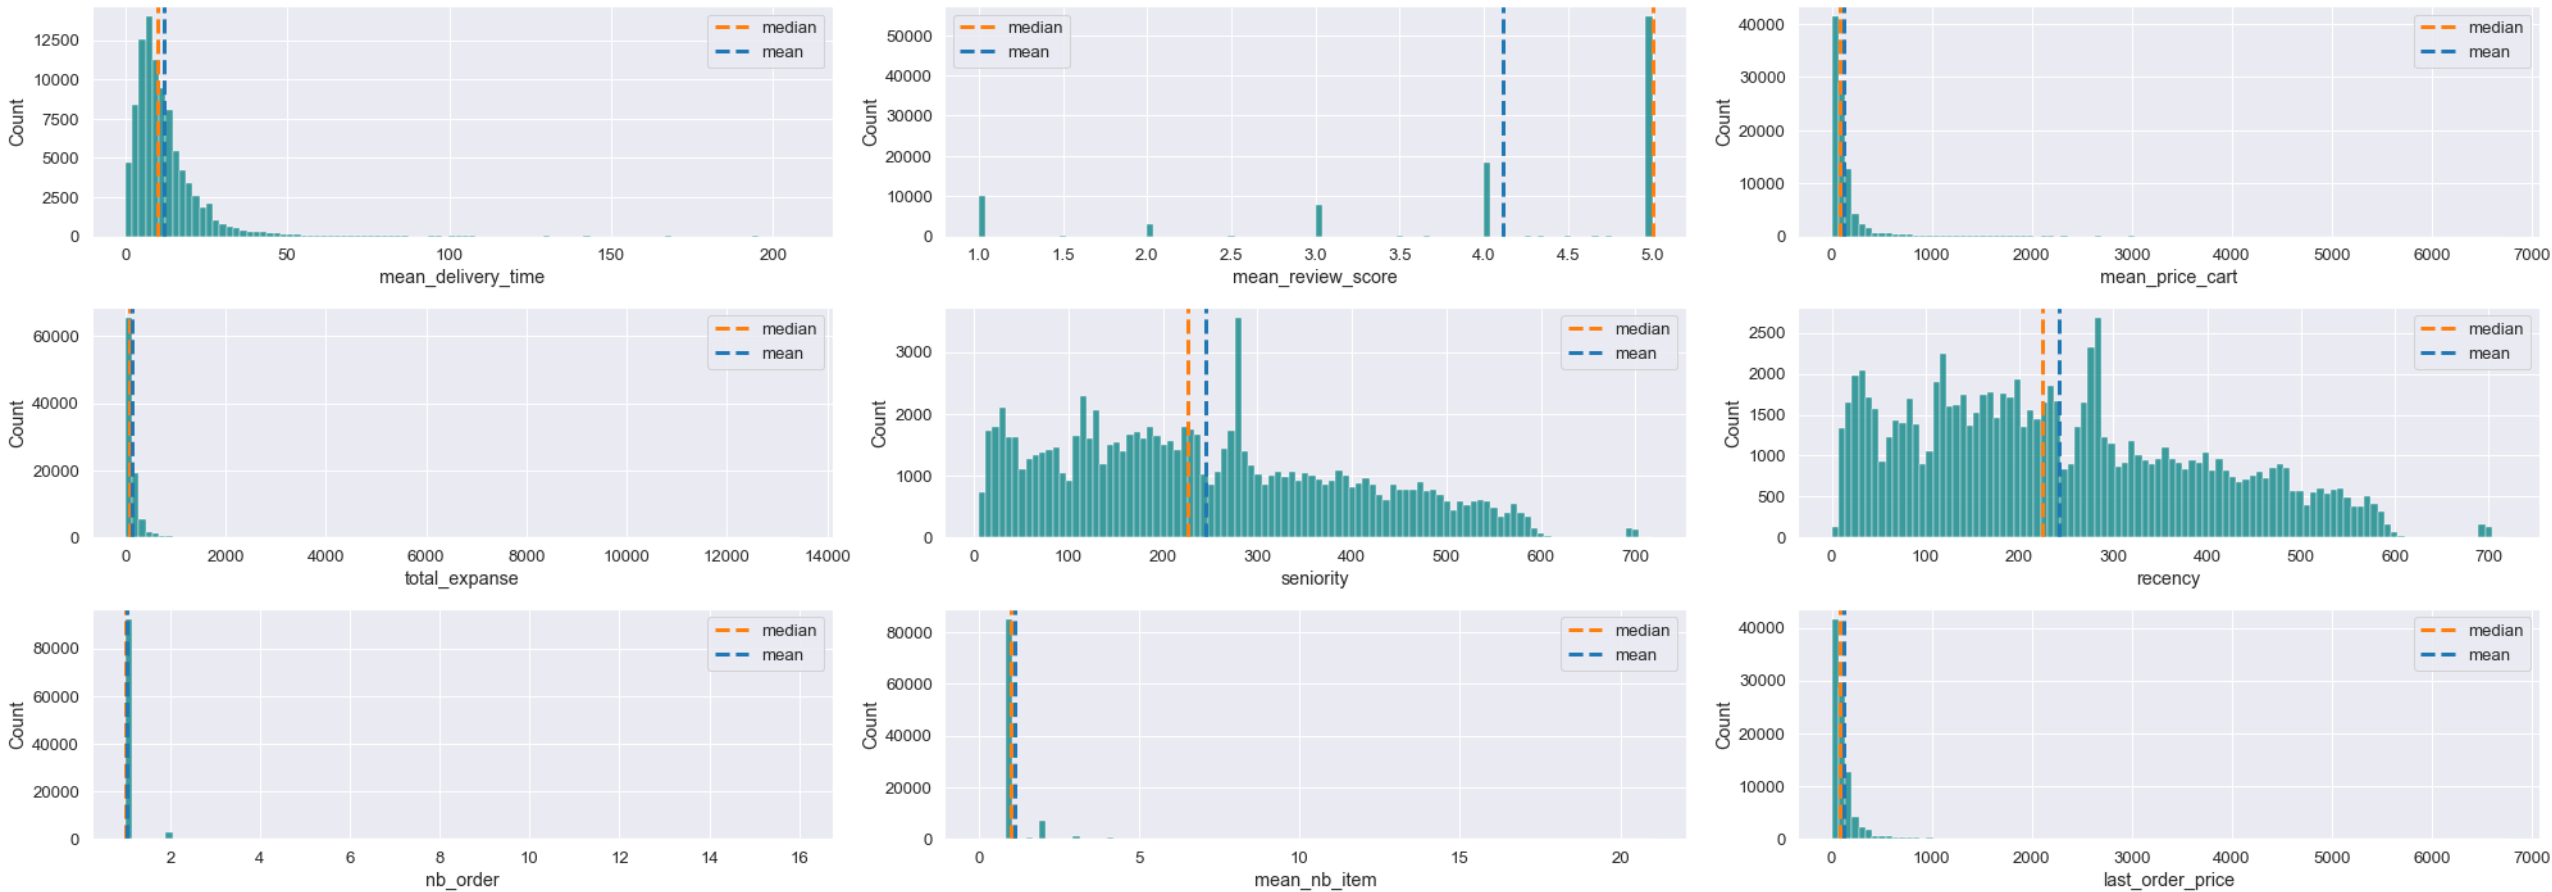 median
mean
Count
12500
10000
7500
5000
2500
0
0 50 100 150 200
mean_delivery_time
median
mean
Count
50000
40000
30000
20000
10000
0
1.0 1.5 2.0 2.5 3.0 3.5 4.0 4.5 5.0
mean_review_score
median
mean
Count
40000
30000
20000
10000
0
0 1000 2000 3000 4000 5000 6000 7000
mean_price_cart
median
mean
Count
60000
40000
20000
0
0 2000 4000 6000 8000 10000 12000 14000
total_expanse
median
mean
Count
3000
2000
1000
0
0 100 200 300 400 500 600 700
seniority
median
mean
Count
2500
2000
1500
1000
500
0
0 100 200 300 400 500 600 700
recency
median
mean
Count
80000
60000
40000
20000
0
2 4 6 8 10 12 14 16
nb_order
median
mean
Count
80000
60000
40000
20000
0
0 5 10 15 20
mean_nb_item
median
mean
Count
40000
30000
20000
10000
0
0 1000 2000 3000 4000 5000 6000 7000
last_order_price